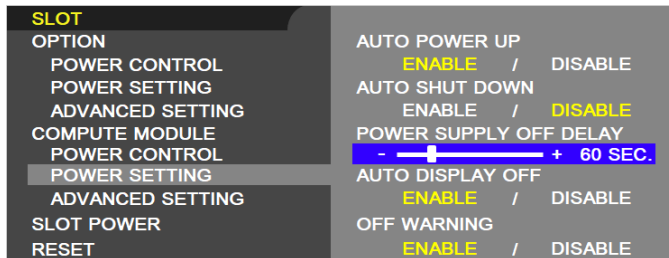 SLOT
OPTION
POWER CONTROL
POWER SETTING
ADVANCED SETTING
COMPUTE MODULE
POWER CONTROL
POWER SETTING
ADVANCED SETTING
SLOT POWER
RESET
AUTO POWER UP
ENABLE / DISABLE
AUTO SHUT DOWN
ENABLE / DISABLE
POWER SUPPLY OFF DELAY
- + 60 SEC.
AUTO DISPLAY OFF
ENABLE / DISABLE
OFF WARNING
ENABLE / DISABLE